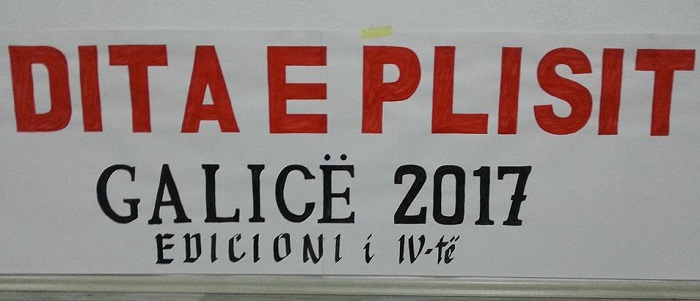 DITA E PLISIT
GALICË 2017
EDICIONI i IV-të